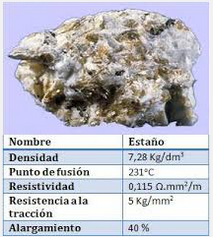 Nombre Estaño
Densidad 7,28 Kg/dm³
Punto de fusión 231°C
Resistividad 0,115 Ω.mm²/m
Resistencia a la 5 Kg/mm²
tracción
Alargamiento 40 %